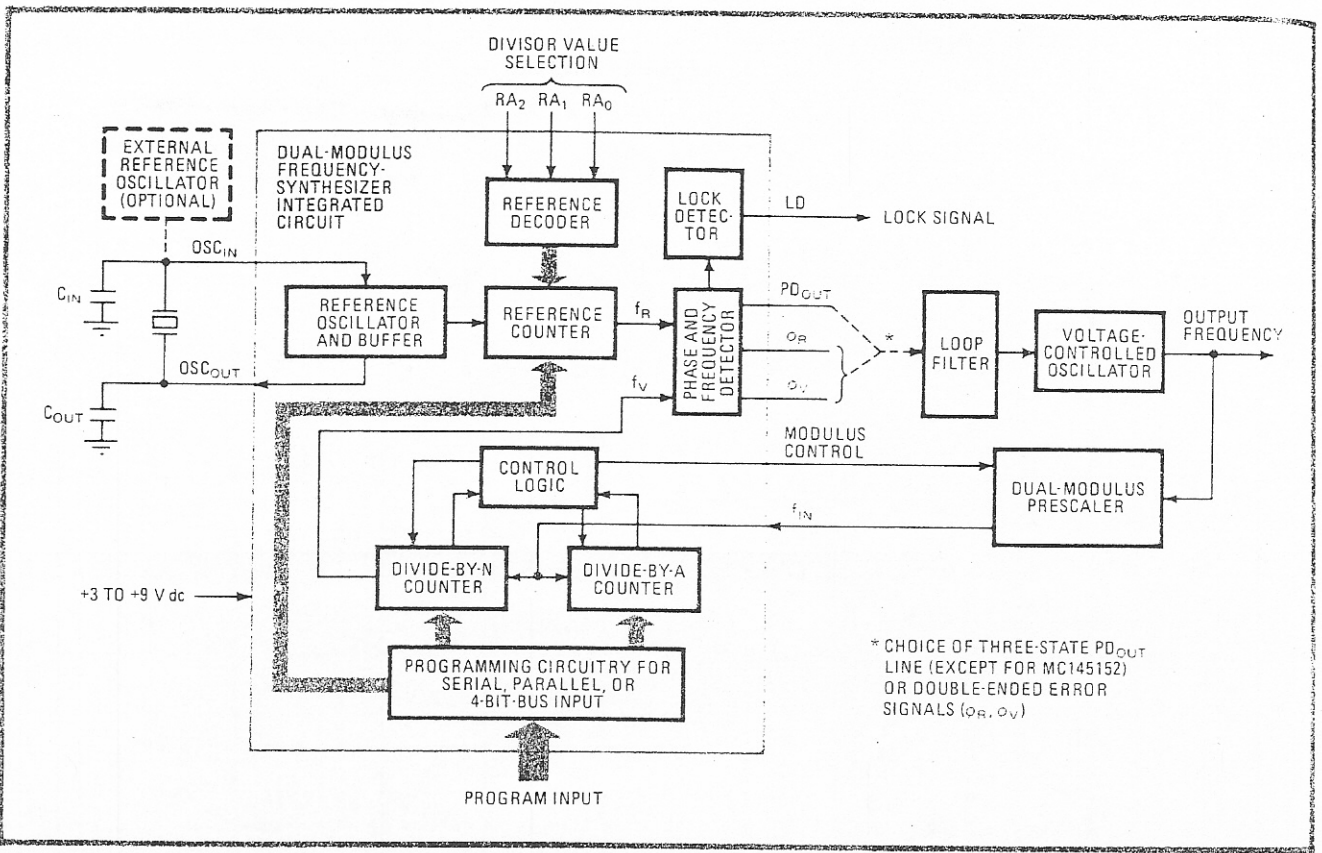 DIVISOR VALUE
SELECTION
RA2 RA1 RA0
EXTERNAL
REFERENCE
OSCILLATOR
(OPTIONAL)
DUAL-MODULUS
FREQUENCY-
SYNTHESIZER
INTEGRATED
CIRCUIT
REFERENCE
DECODER
LOCK
DETEC-
TOR
LD
LOCK SIGNAL
OSCIN
CIN
REFERENCE
OSCILLATOR
AND BUFFER
REFERENCE
COUNTER
fR
PHASE AND
FREQUENCY
DETECTOR
PDOUT
øR
øV
*
LOOP
FILTER
VOLTAGE-
CONTROLLED
OSCILLATOR
OUTPUT
FREQUENCY
OSCOUT
COUT
fV
MODULUS
CONTROL
CONTROL
LOGIC
fIN
DUAL-MODULUS
PRESCALER
DIVIDE-BY-N
COUNTER
DIVIDE-BY-A
COUNTER
+3 TO +9 V dc
PROGRAMMING CIRCUITRY FOR
SERIAL, PARALLEL, OR
4-BIT-BUS INPUT
PROGRAM INPUT
* CHOICE OF THREE-STATE PDOUT
LINE (EXCEPT FOR MC145152)
OR DOUBLE-ENDED ERROR
SIGNALS (øR, øV)